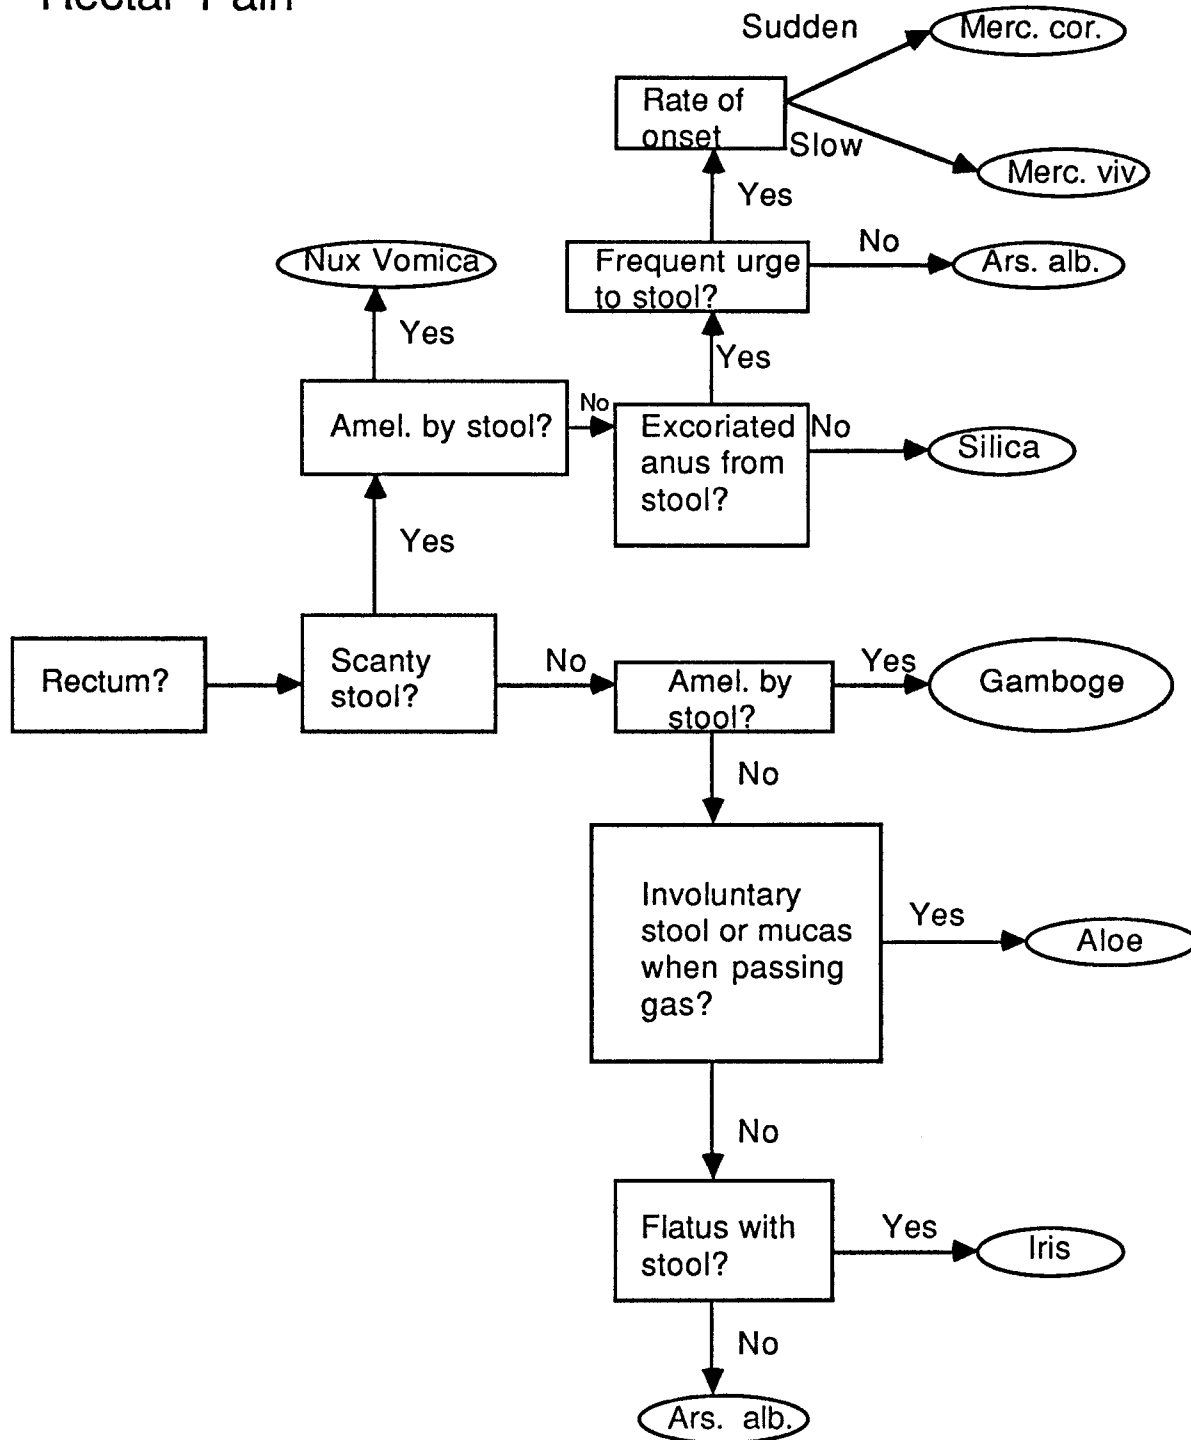 Rectal Pain
Sudden
Merc. cor.
Rate of
onset
Slow
Merc. viv
Yes
Nux Vomica
Frequent urge
to stool?
No
Ars. alb.
Yes
Yes
Amel. by stool?
No
Excoriated
anus from
stool?
No
Silica
Yes
Rectum?
Scanty
stool?
No
Amel. by
stool?
Yes
Gamboge
No
Involuntary
stool or mucas
when passing
gas?
Yes
Aloe
No
Flatus with
stool?
Yes
Iris
No
Ars. alb.